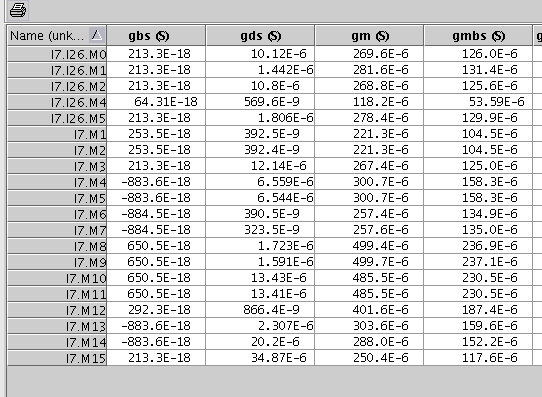 Name (unk... gbs (S) gds (S) gm (S) gmbs (S) g
I7.I26.M0 213.3E-18 10.12E-6 269.6E-6 126.0E-6
I7.I26.M1 213.3E-18 1.442E-6 281.6E-6 131.4E-6
I7.I26.M2 213.3E-18 10.8E-6 268.8E-6 125.6E-6
I7.I26.M4 64.31E-18 569.6E-9 118.2E-6 53.59E-6
I7.I26.M5 213.3E-18 1.806E-6 278.4E-6 129.9E-6
I7.M1 253.5E-18 392.5E-9 221.3E-6 104.5E-6
I7.M2 253.5E-18 392.4E-9 221.3E-6 104.5E-6
I7.M3 213.3E-18 12.14E-6 267.4E-6 125.0E-6
I7.M4 -883.6E-18 6.559E-6 300.7E-6 158.3E-6
I7.M5 -883.6E-18 6.544E-6 300.7E-6 158.3E-6
I7.M6 -884.5E-18 390.5E-9 257.4E-6 134.9E-6
I7.M7 -884.5E-18 323.5E-9 257.6E-6 135.0E-6
I7.M8 650.5E-18 1.723E-6 499.4E-6 236.9E-6
I7.M9 650.5E-18 1.591E-6 499.7E-6 237.1E-6
I7.M10 650.5E-18 13.43E-6 485.5E-6 230.5E-6
I7.M11 650.5E-18 13.41E-6 485.5E-6 230.5E-6
I7.M12 292.3E-18 866.4E-9 401.6E-6 187.4E-6
I7.M13 -883.6E-18 2.307E-6 303.6E-6 159.6E-6
I7.M14 -883.6E-18 20.2E-6 288.0E-6 152.2E-6
I7.M15 213.3E-18 34.87E-6 250.4E-6 117.6E-6